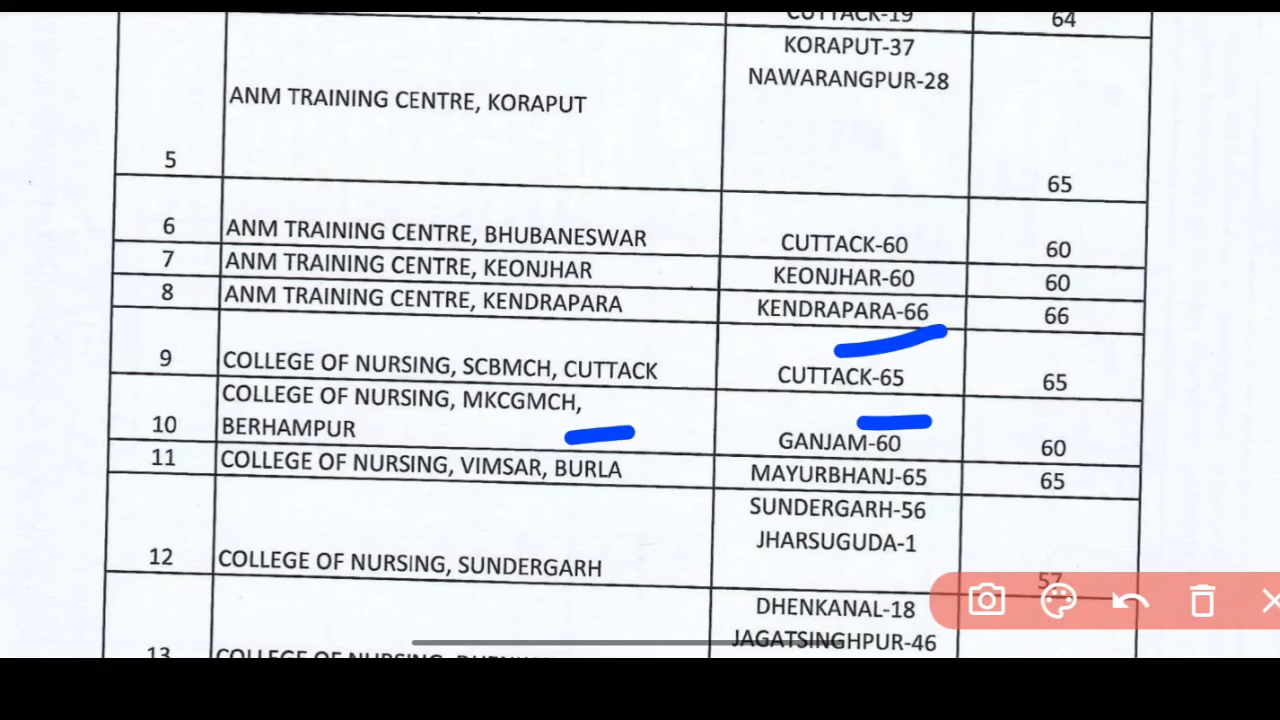 CUTTACK-19 64
KORAPUT-37
NAWARANGPUR-28
ANM TRAINING CENTRE, KORAPUT
5 65
6 ANM TRAINING CENTRE, BHUBANESWAR CUTTACK-60 60
7 ANM TRAINING CENTRE, KEONJHAR KEONJHAR-60 60
8 ANM TRAINING CENTRE, KENDRAPARA KENDRAPARA-66 66
9 COLLEGE OF NURSING, SCBMCH, CUTTACK CUTTACK-65 65
COLLEGE OF NURSING, MKCGMCH,
10 BERHAMPUR GANJAM-60 60
11 COLLEGE OF NURSING, VIMSAR, BURLA MAYURBHANJ-65 65
SUNDERGARH-56
JHARSUGUDA-1
12 COLLEGE OF NURSING, SUNDERGARH 57
DHENKANAL-18
JAGATSINGHPUR-46
13 COLLEGE OF NURSING,